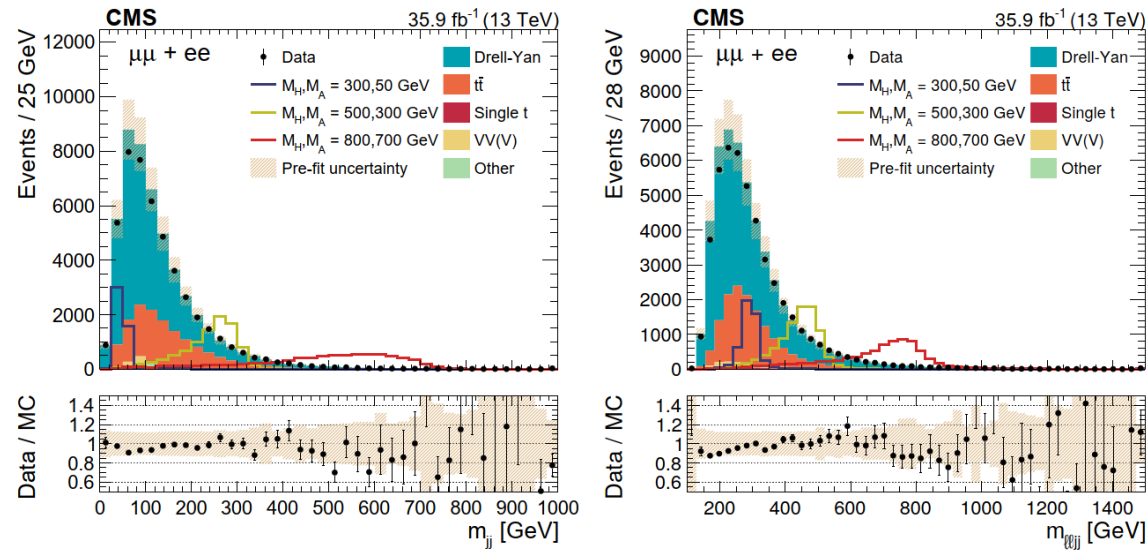 CMS 35.9 fb⁻¹ (13 TeV)
Events / 25 GeV
12000
10000
8000
6000
4000
2000
0
μμ + ee
Data
M_H,M_A = 300,50 GeV
M_H,M_A = 500,300 GeV
M_H,M_A = 800,700 GeV
Pre-fit uncertainty
Drell-Yan
tt̄
Single t
VV(V)
Other
Data / MC
1.4
1.2
1
0.8
0.6
0 100 200 300 400 500 600 700 800 900 1000
m_jj [GeV]
CMS 35.9 fb⁻¹ (13 TeV)
Events / 28 GeV
9000
8000
7000
6000
5000
4000
3000
2000
1000
0
μμ + ee
Data
M_H,M_A = 300,50 GeV
M_H,M_A = 500,300 GeV
M_H,M_A = 800,700 GeV
Pre-fit uncertainty
Drell-Yan
tt̄
Single t
VV(V)
Other
Data / MC
1.4
1.2
1
0.8
0.6
200 400 600 800 1000 1200 1400
m_ℓℓjj [GeV]